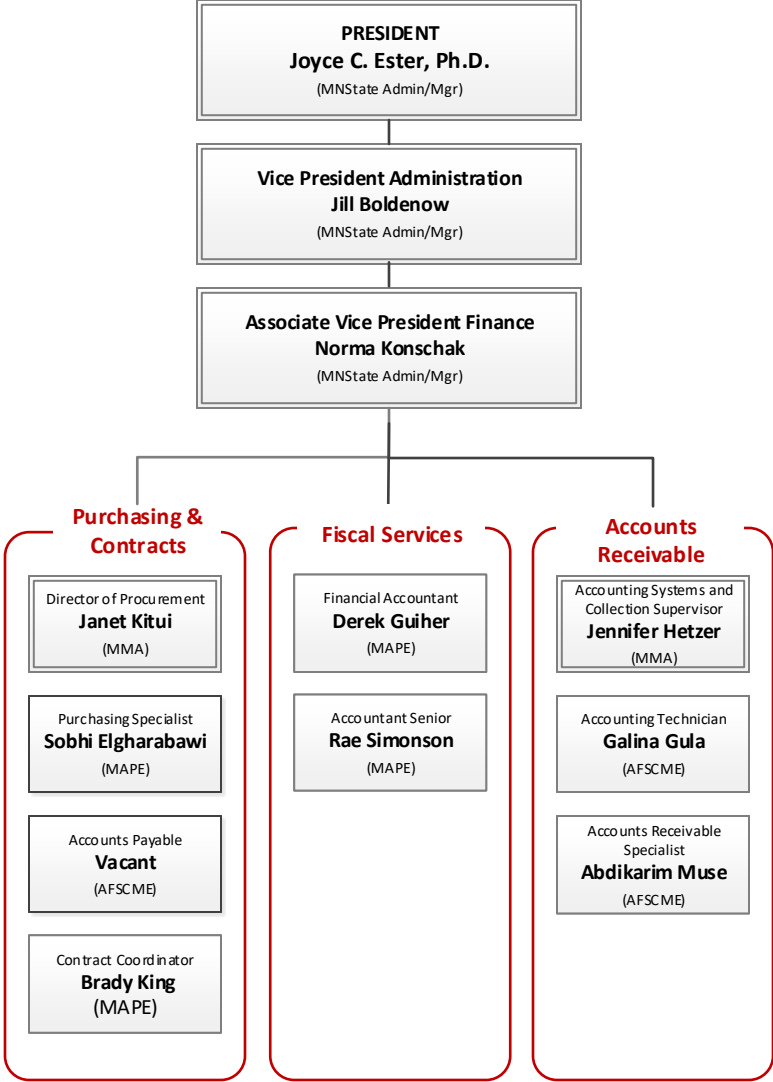 PRESIDENT
Joyce C. Ester, Ph.D.
(MNState Admin/Mgr)
Vice President Administration
Jill Boldenow
(MNState Admin/Mgr)
Associate Vice President Finance
Norma Konschak
(MNState Admin/Mgr)
Purchasing &
Contracts
Director of Procurement
Janet Kitui
(MMA)
Purchasing Specialist
Sobhi Elgharabawi
(MAPE)
Accounts Payable
Vacant
(AFSCME)
Contract Coordinator
Brady King
(MAPE)
Fiscal Services
Financial Accountant
Derek Guiher
(MAPE)
Accountant Senior
Rae Simonson
(MAPE)
Accounts
Receivable
Accounting Systems and
Collection Supervisor
Jennifer Hetzer
(MMA)
Accounting Technician
Galina Gula
(AFSCME)
Accounts Receivable
Specialist
Abdikarim Muse
(AFSCME)